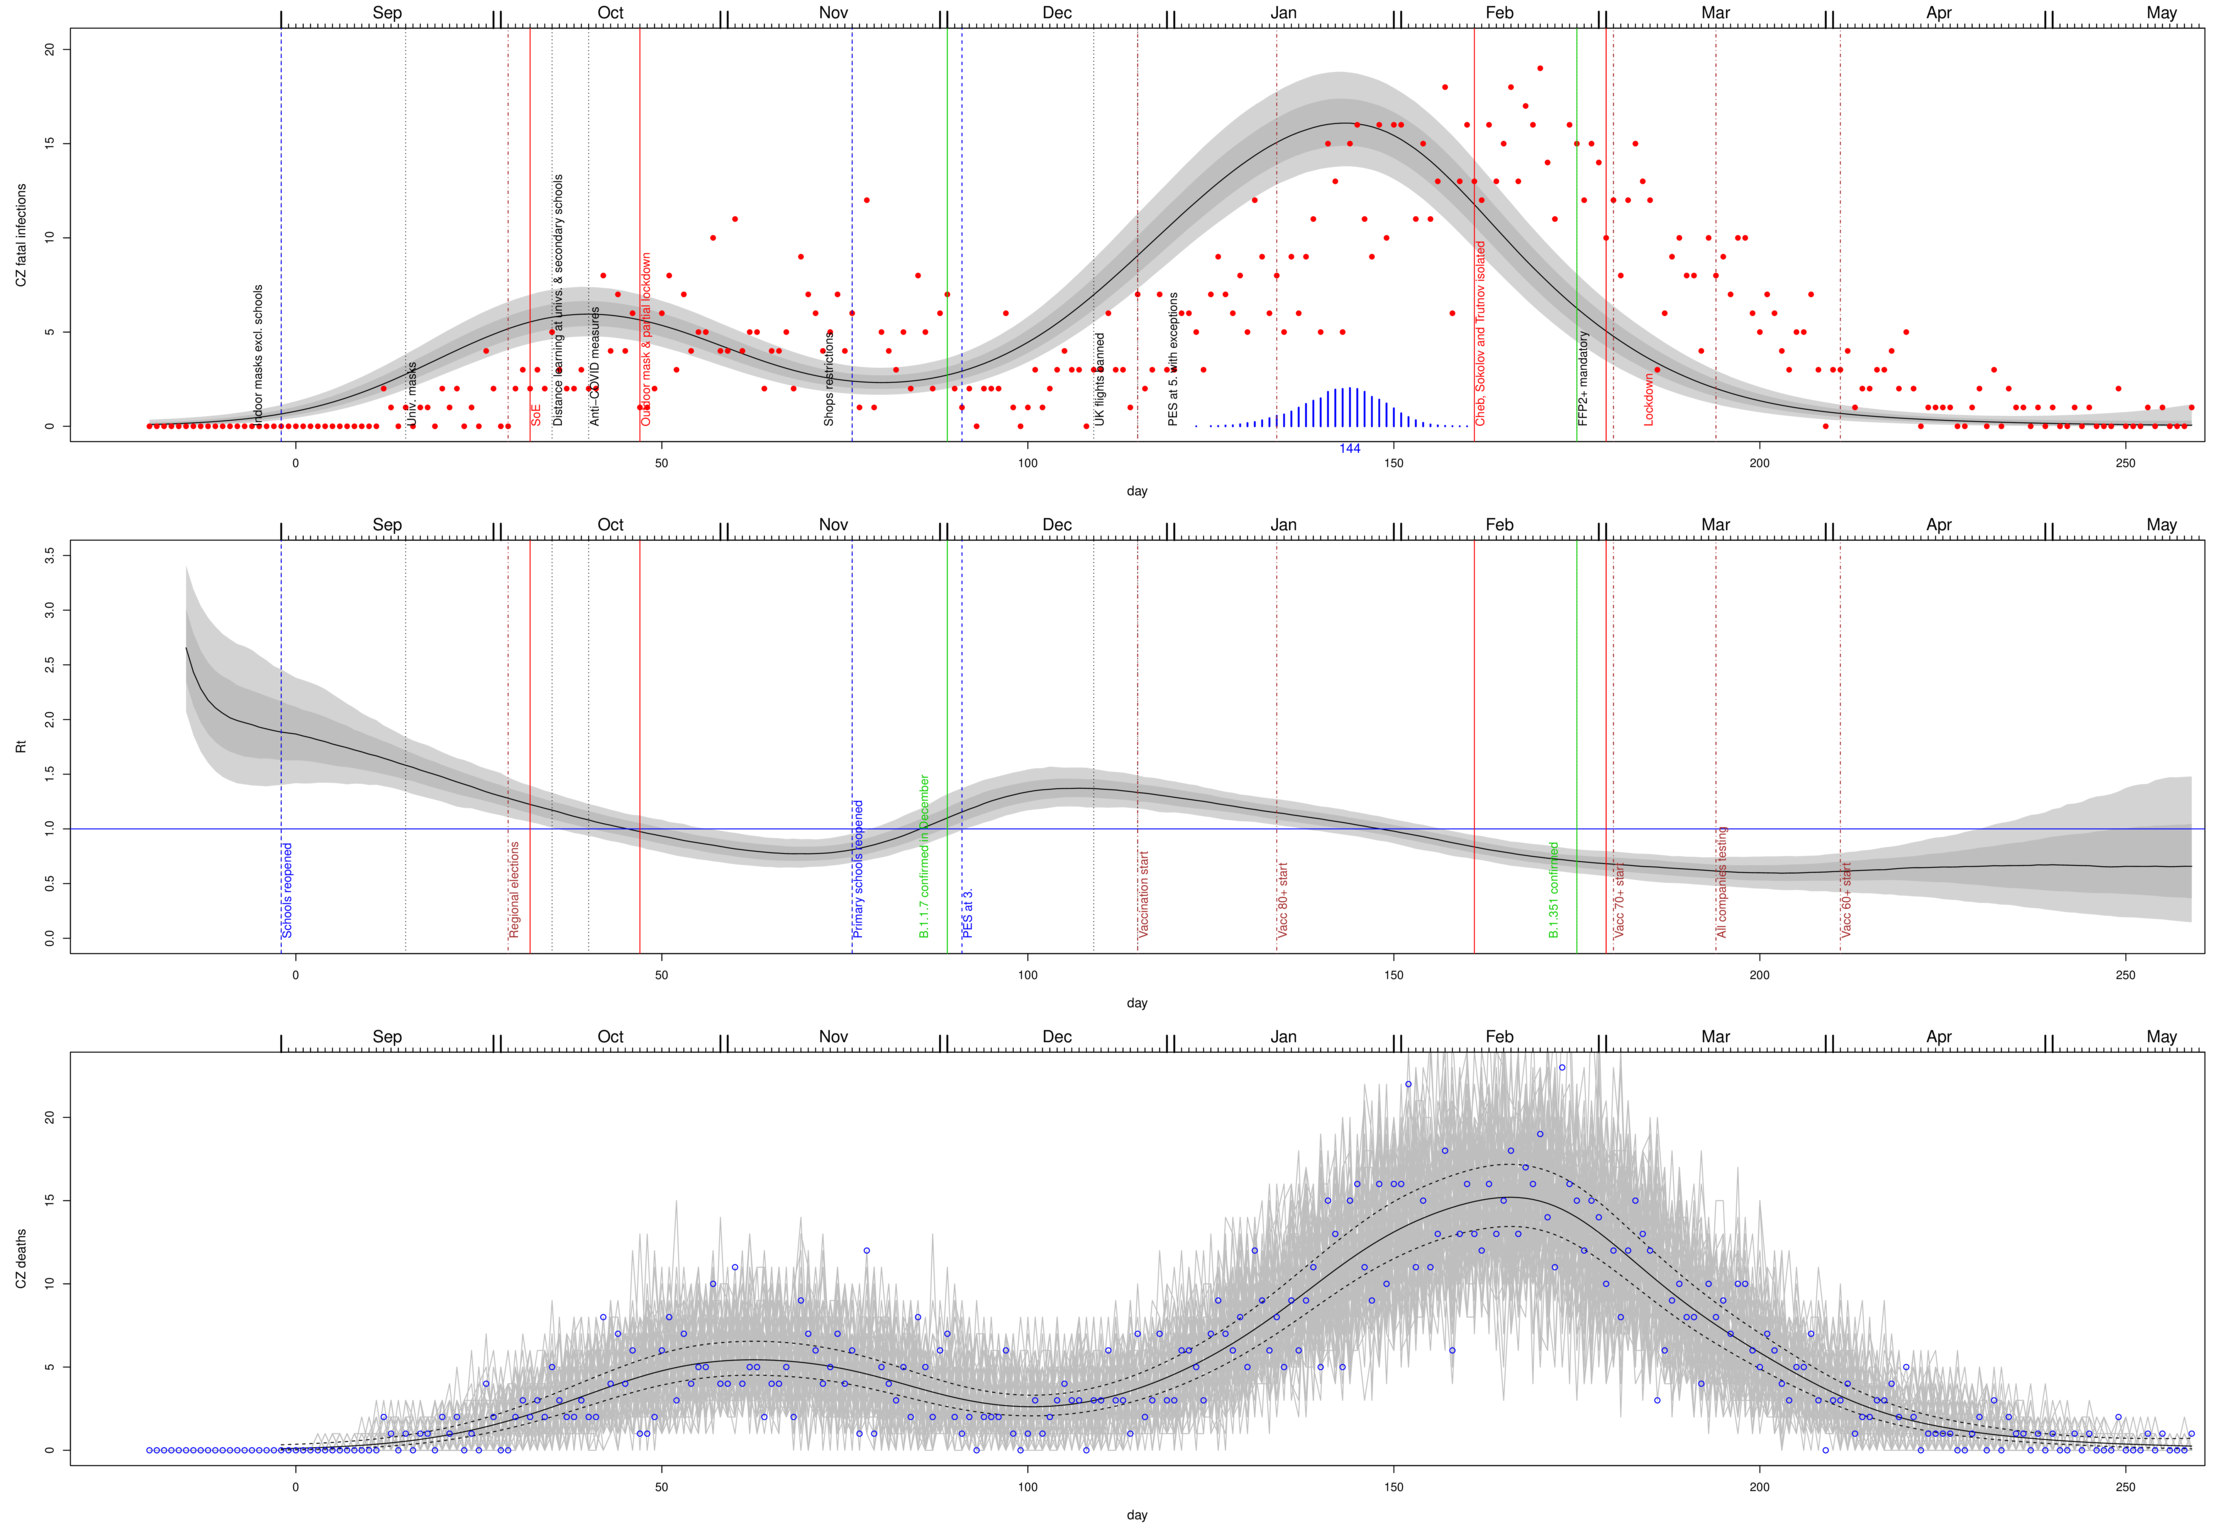 Sep Oct Nov Dec Jan Feb Mar Apr May
CZ fatal infections
20
15
10
5
0
ndoor masks excl. schools
Univ. masks
SoE
Distance learning at univs. & secondary schools
Anti−COVID measures
Outdoor mask & partial lockdown
Shops restrictions
UK flights banned
PES at 5. with exceptions
Cheb, Sokolov and Trutnov isolated
FFP2+ mandatory
Lockdown
144
0 50 100 150 200 250
day
Sep Oct Nov Dec Jan Feb Mar Apr May
Rt
3.5
3.0
2.5
2.0
1.5
1.0
0.5
0.0
Schools reopened
Regional elections
Primary schools reopened
B.1.1.7 confirmed in December
PES at 3.
Vaccination start
Vacc 80+ start
B.1.351 confirmed
Vacc 70+ start
All companies testing
Vacc 60+ start
0 50 100 150 200 250
day
Sep Oct Nov Dec Jan Feb Mar Apr May
CZ deaths
20
15
10
5
0
0 50 100 150 200 250
day